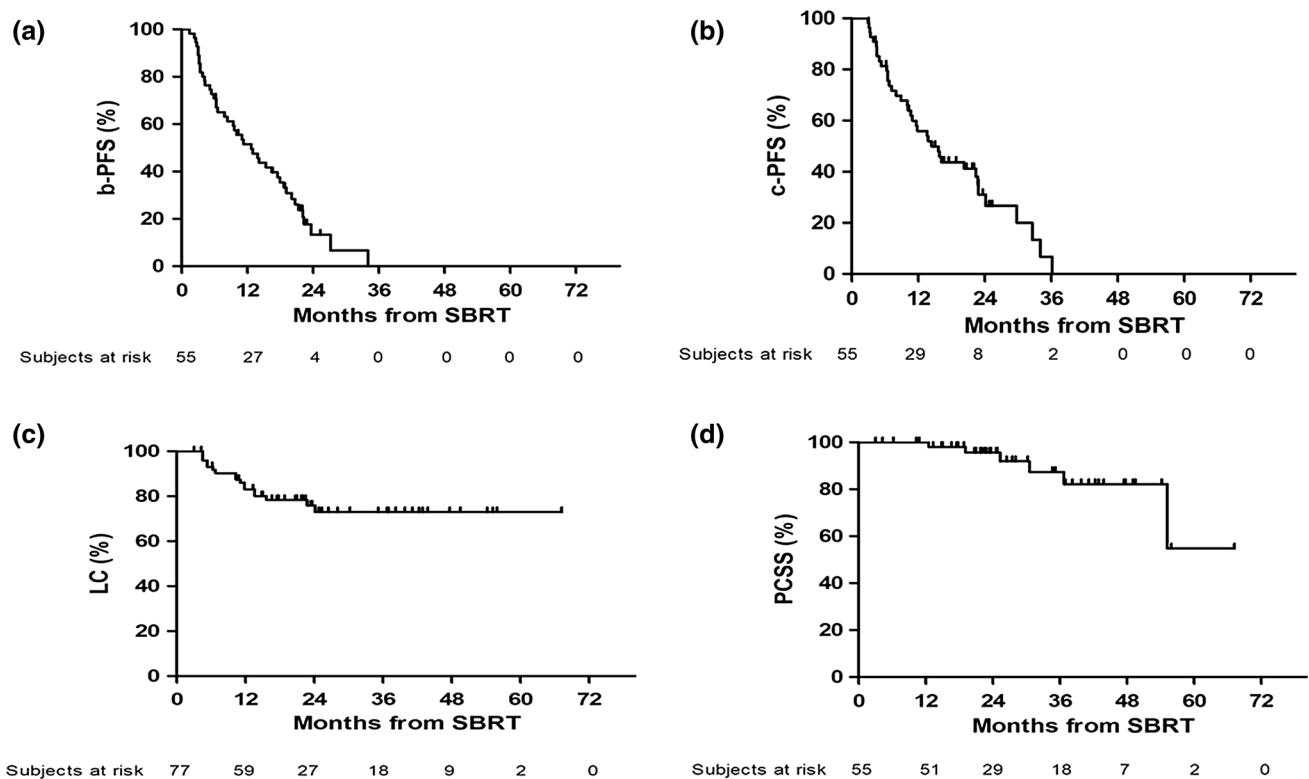 (a)
100
80
60
40
20
0
b-PFS (%)
0 12 24 36 48 60 72
Months from SBRT
Subjects at risk 55 27 4 0 0 0 0
(b)
100
80
60
40
20
0
c-PFS (%)
0 12 24 36 48 60 72
Months from SBRT
Subjects at risk 55 29 8 2 0 0 0
(c)
100
80
60
40
20
0
LC (%)
0 12 24 36 48 60 72
Months from SBRT
Subjects at risk 77 59 27 18 9 2 0
(d)
100
80
60
40
20
0
PCSS (%)
0 12 24 36 48 60 72
Months from SBRT
Subjects at risk 55 51 29 18 7 2 0